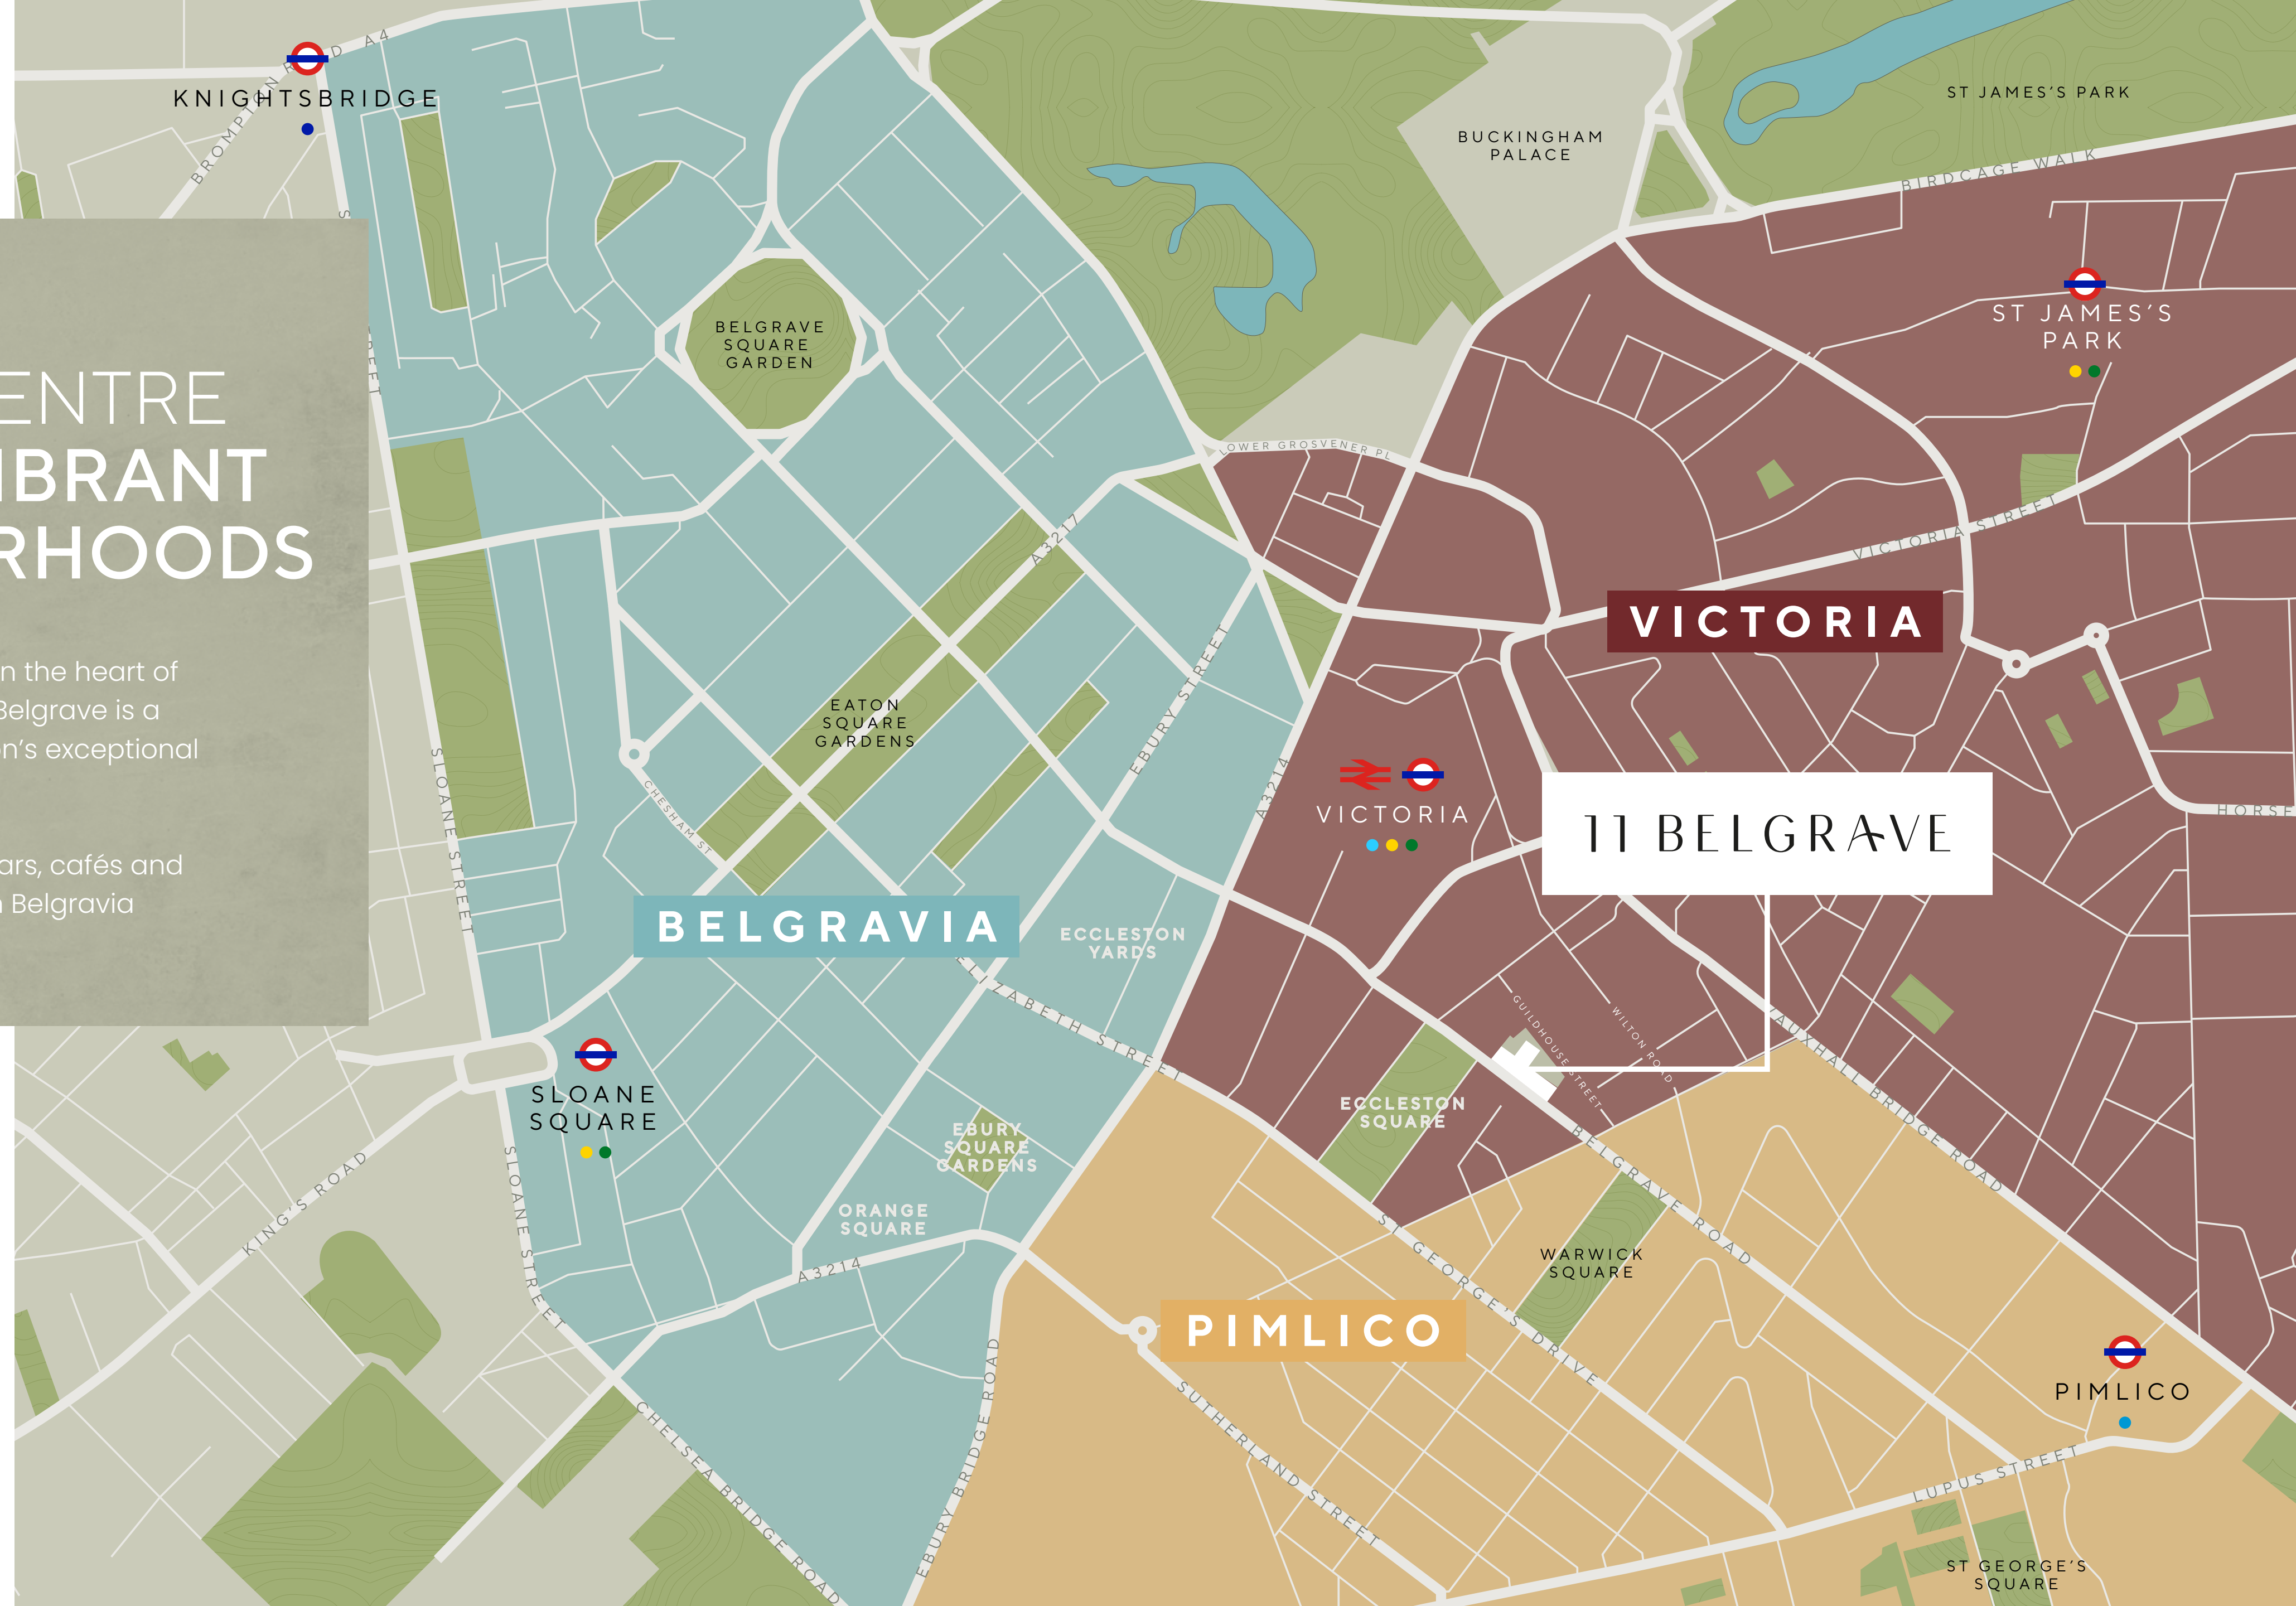 BROMPTON ROAD A4
KNIGHTSBRIDGE
ENTRE
IBRANT
RHOODS
n the heart of
Belgrave is a
n's exceptional
ars, cafés and
Belgravia
BUCKINGHAM
PALACE
ST JAMES'S PARK
BIRDCAGE WALK
ST JAMES'S
PARK
BELGRAVE
SQUARE
GARDEN
LOWER GROSVENER PL
A3217
VICTORIA STREET
VICTORIA
EBURY STREET
EATON
SQUARE
GARDENS
A3214
VICTORIA
11 BELGRAVE
HORSE
SLOANE STREET
CHESHAM ST
BELGRAVIA
ECCLESTON
YARDS
ELIZABETH STREET
GUILDHOUSE STREET
WILTON ROAD
VAUXHALL BRIDGE ROAD
SLOANE
SQUARE
ECCLESTON
SQUARE
EBURY
SQUARE
GARDENS
BELGRAVE ROAD
KING'S ROAD
SLOANE STREET
ORANGE
SQUARE
A3214
ST GEORGE'S DRIVE
WARWICK
SQUARE
PIMLICO
PIMLICO
SUTHERLAND STREET
CHELSEA BRIDGE ROAD
EBURY BRIDGE ROAD
LUPUS STREET
ST GEORGE'S
SQUARE